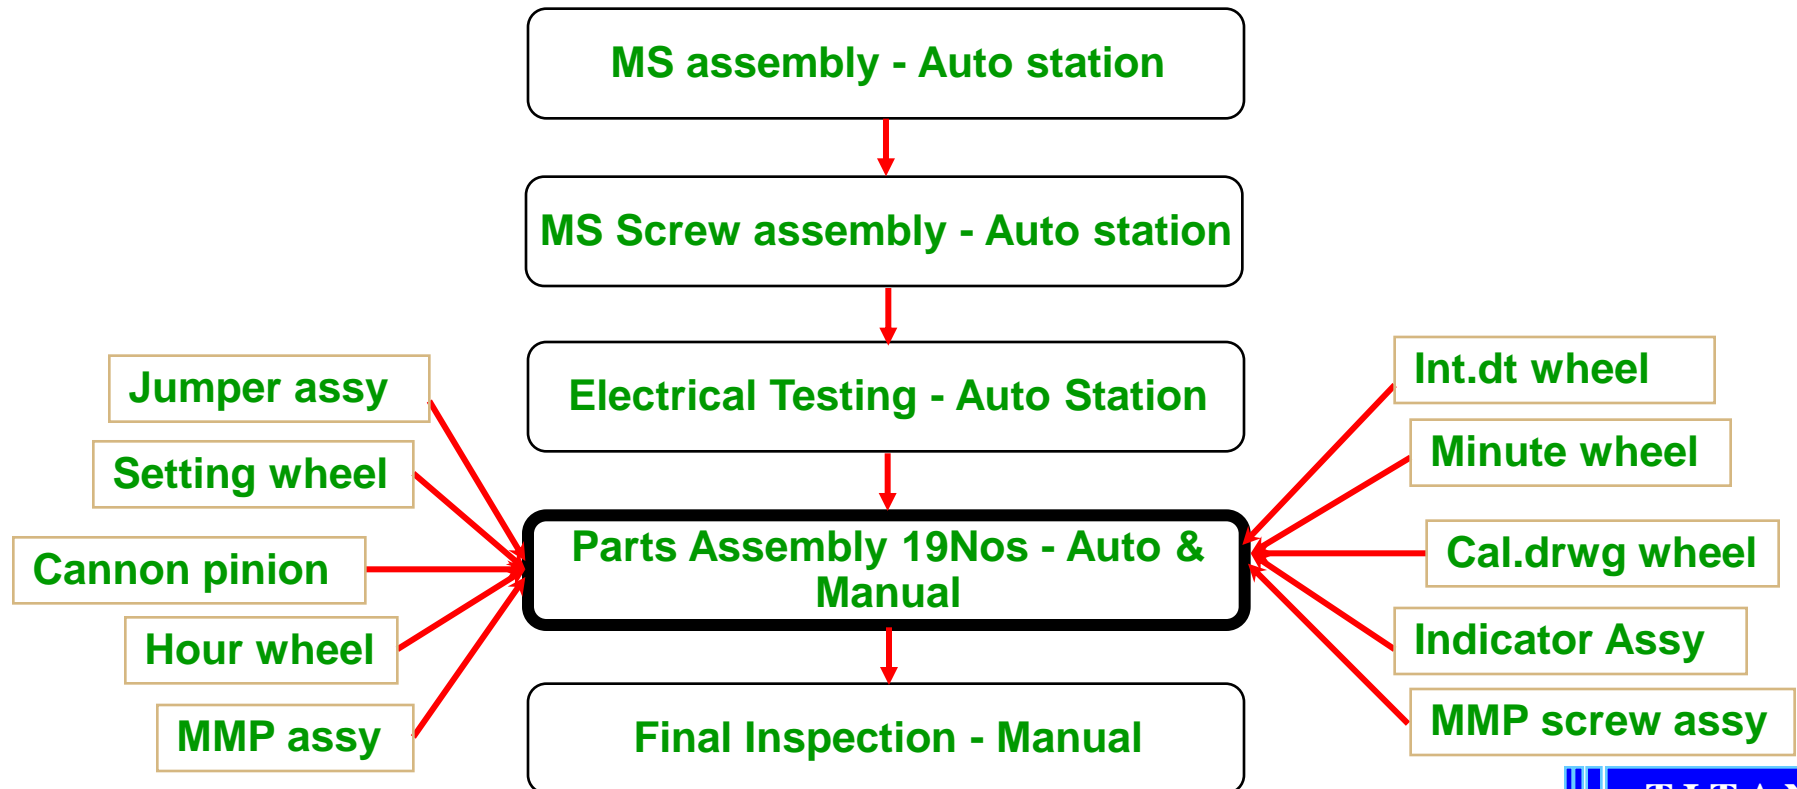 MS assembly - Auto station
MS Screw assembly - Auto station
Electrical Testing - Auto Station
Jumper assy
Setting wheel
Cannon pinion
Hour wheel
MMP assy
Parts Assembly 19Nos - Auto &
Manual
Int.dt wheel
Minute wheel
Cal.drwg wheel
Indicator Assy
MMP screw assy
Final Inspection - Manual